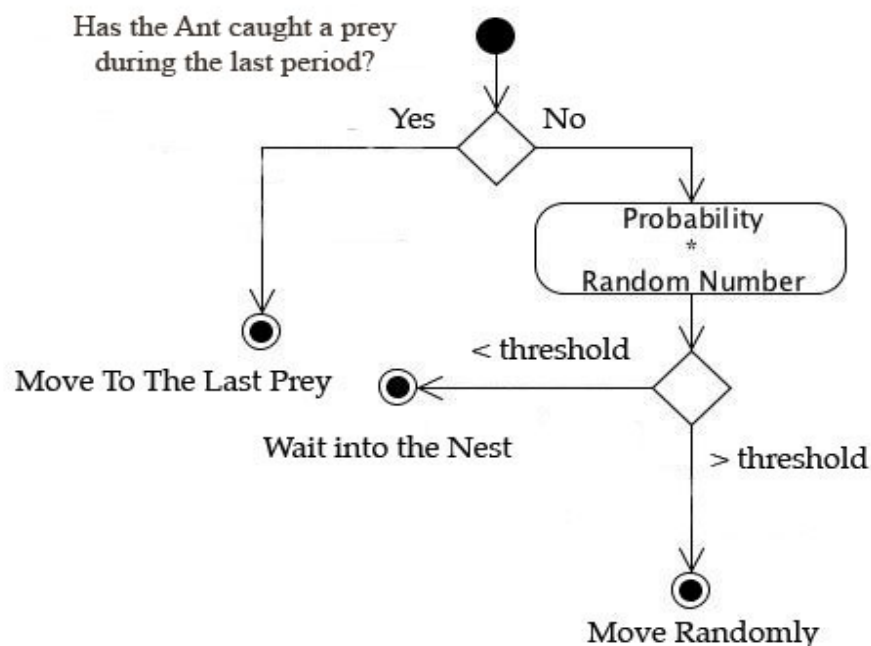 Has the Ant caught a prey
during the last period?
Yes
No
Probability
*
Random Number
< threshold
Move To The Last Prey
Wait into the Nest
> threshold
Move Randomly